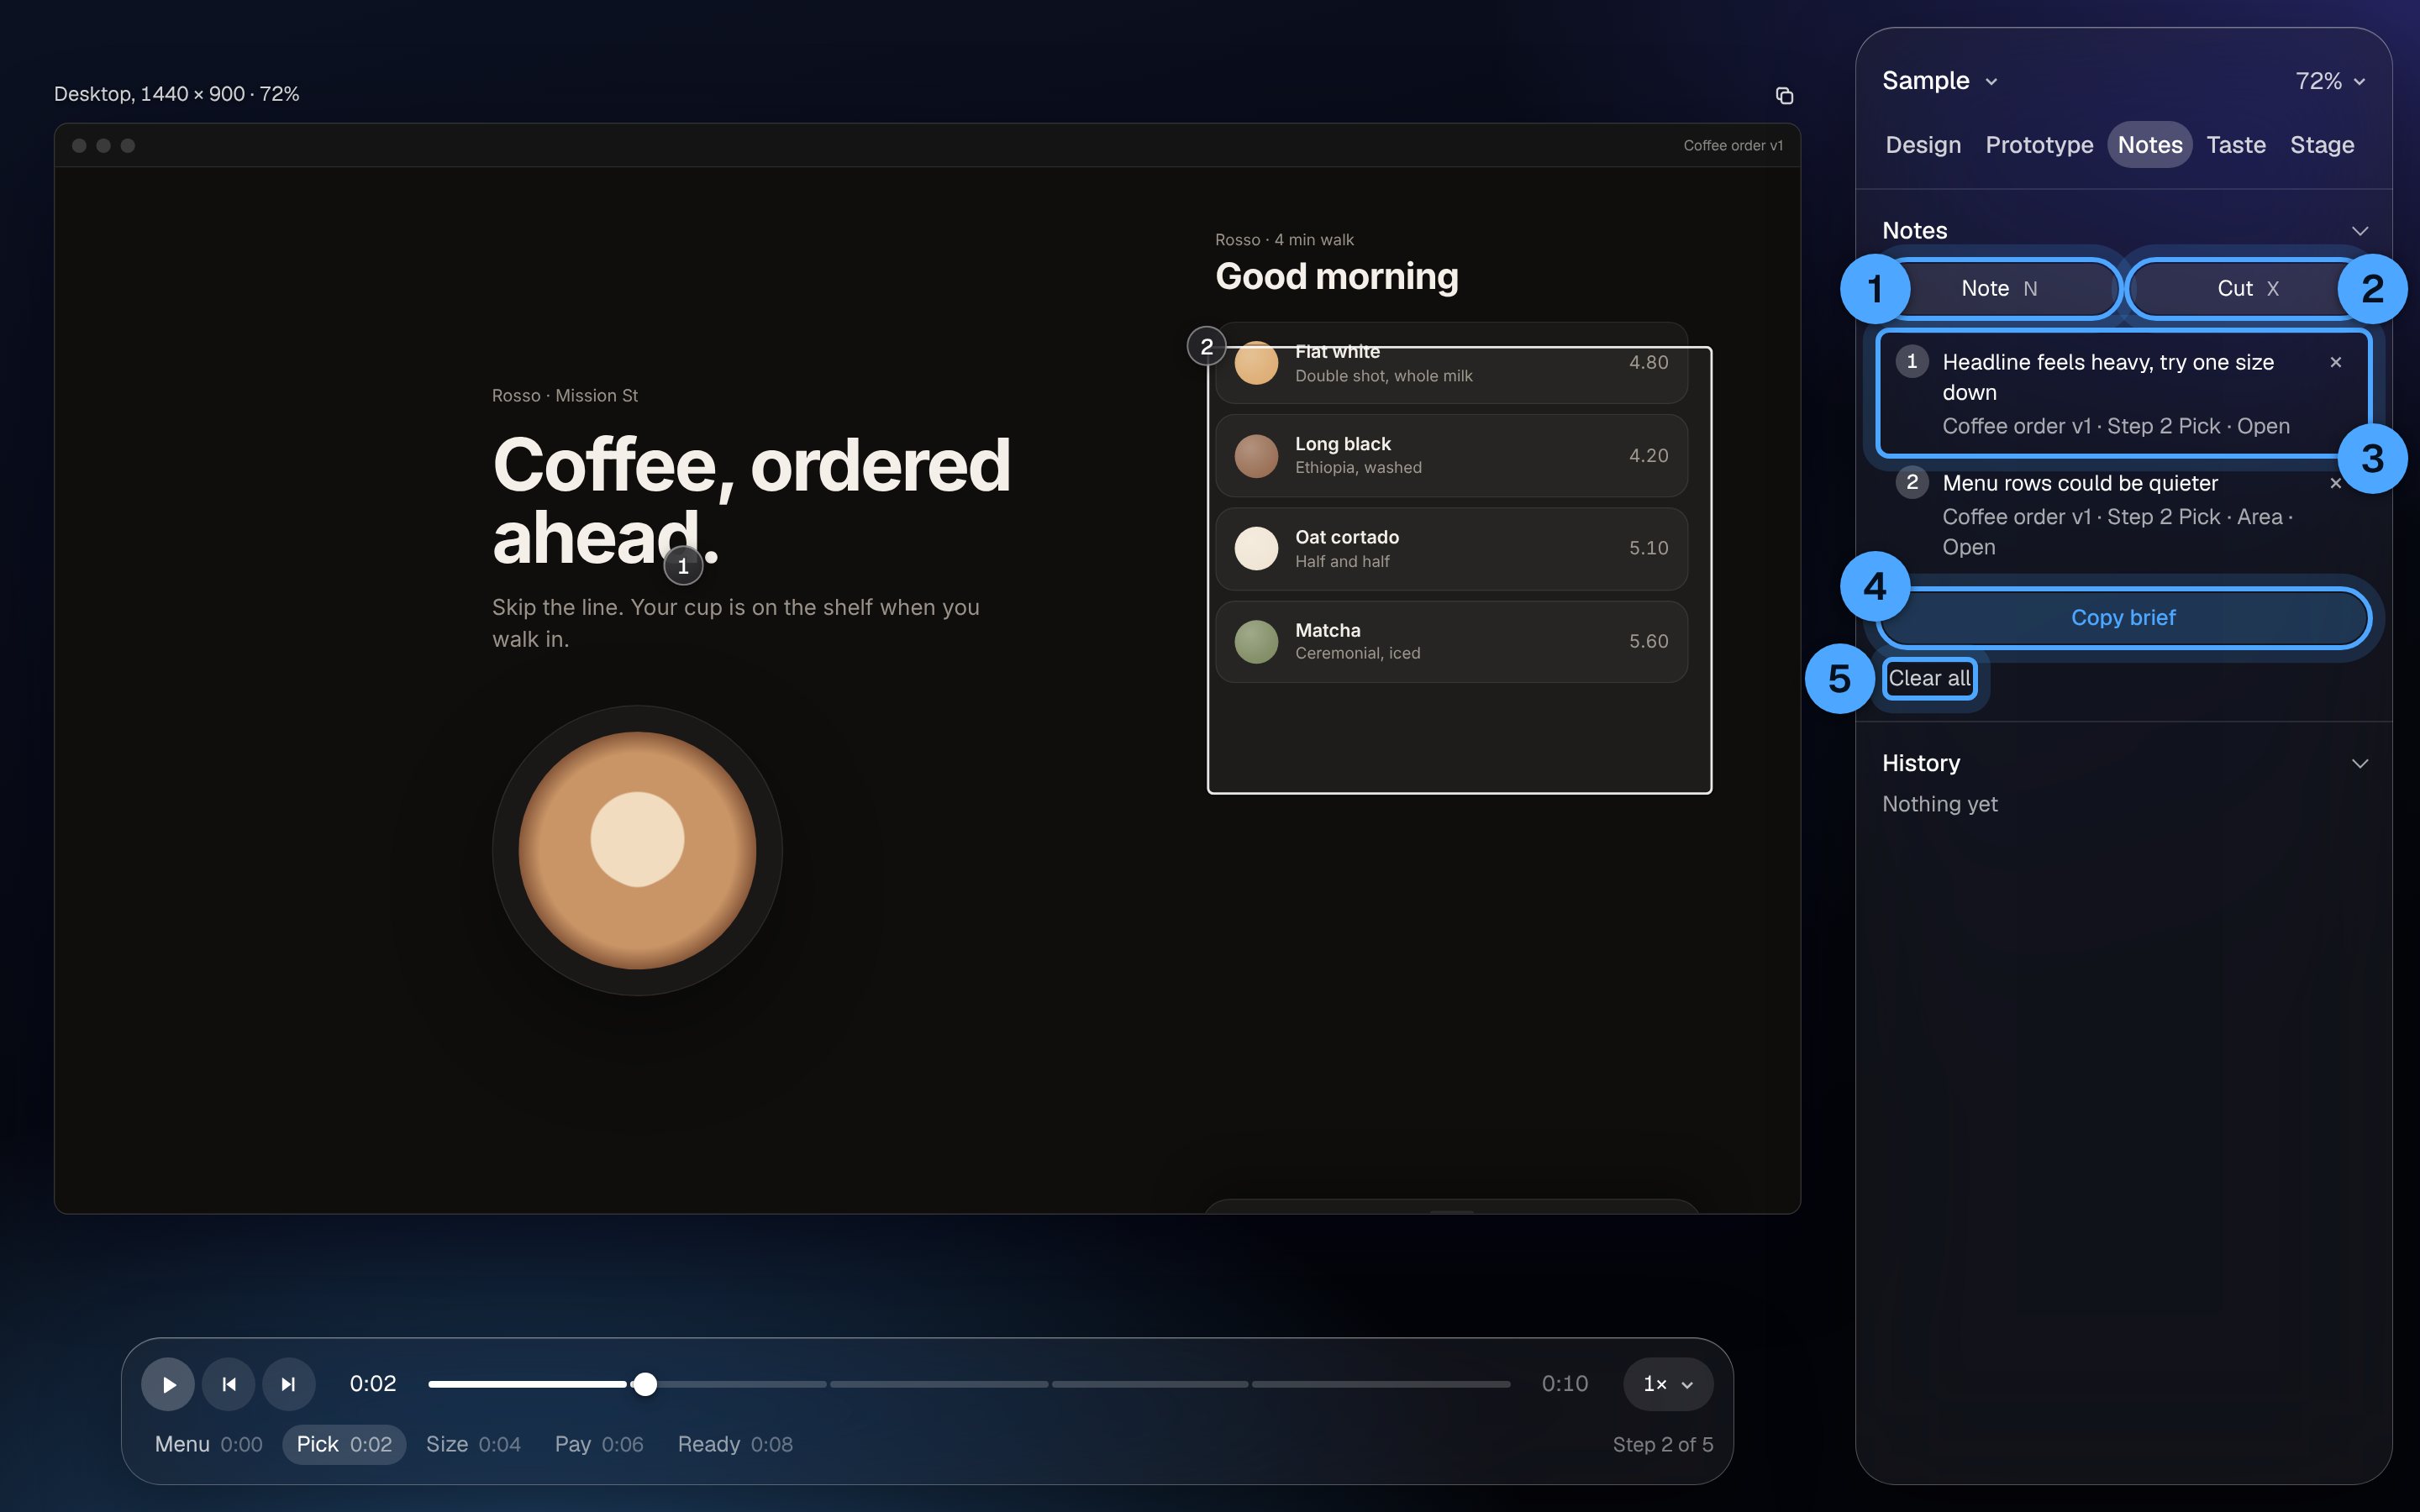 Desktop, 1440 × 900 · 72%
Coffee order v1
Rosso · 4 min walk
Good morning
2
Flat white
Double shot, whole milk
4.80
Long black
Ethiopia, washed
4.20
Oat cortado
Half and half
5.10
Matcha
Ceremonial, iced
5.60
Rosso · Mission St
Coffee, ordered
ahead.
1
Skip the line. Your cup is on the shelf when you
walk in.
0:02
0:10
1×
Menu 0:00
Pick 0:02
Size 0:04
Pay 0:06
Ready 0:08
Step 2 of 5
Sample
72%
Design
Prototype
Notes
Taste
Stage
Notes
1
Note N
Cut X
2
1
Headline feels heavy, try one size
down
Coffee order v1 · Step 2 Pick · Open
3
2
Menu rows could be quieter
Coffee order v1 · Step 2 Pick · Area ·
Open
4
Copy brief
5
Clear all
History
Nothing yet